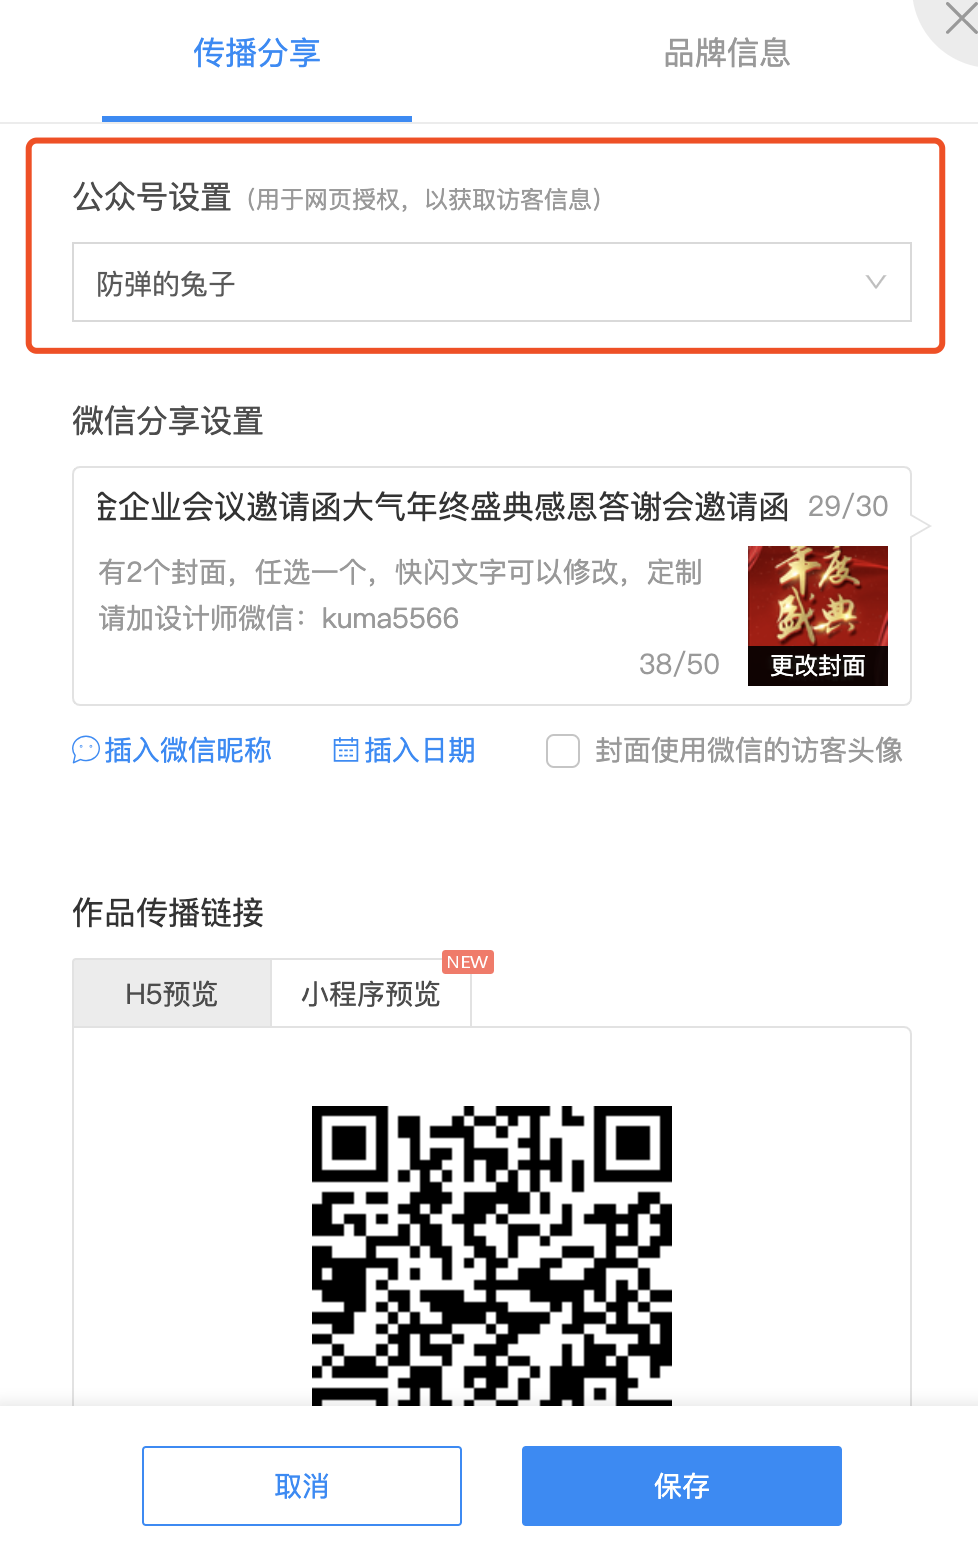 传播分享
品牌信息
公众号设置（用于网页授权，以获取访客信息）
防弹的兔子
微信分享设置
金企业会议邀请函大气年终盛典感恩答谢会邀请函 29/30
有2个封面，任选一个，快闪文字可以修改，定制
请加设计师微信：kuma5566
38/50
年度
盛典
更改封面
插入微信昵称
插入日期
封面使用微信的访客头像
作品传播链接
H5预览
小程序预览
NEW
取消
保存